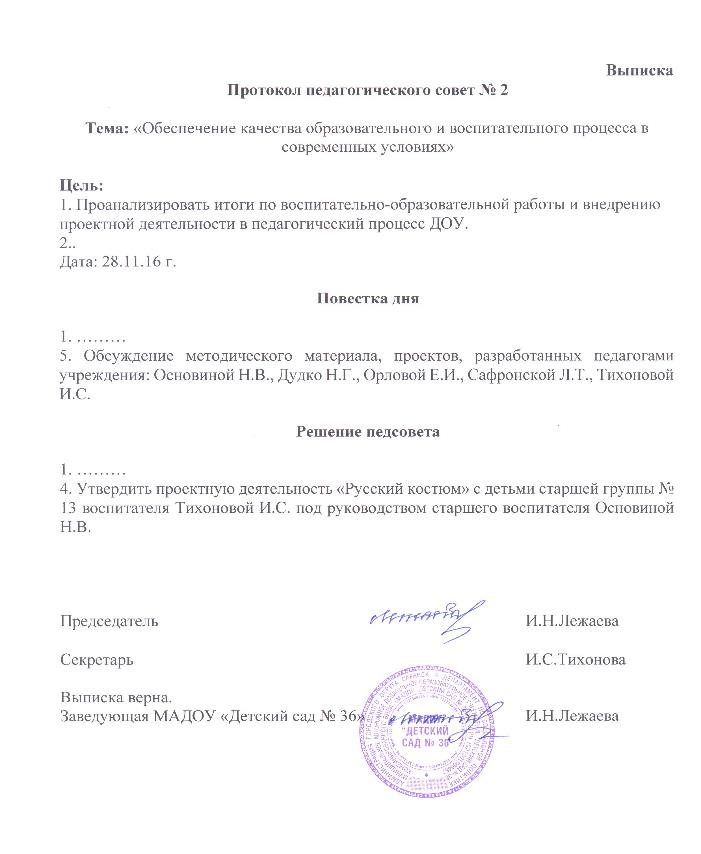 Выписка
Протокол педагогического совет № 2
Тема: «Обеспечение качества образовательного и воспитательного процесса в
современных условиях»
Цель:
1. Проанализировать итоги по воспитательно-образовательной работы и внедрению
проектной деятельности в педагогический процесс ДОУ.
2..
Дата: 28.11.16 г.
Повестка дня
1. ………
5. Обсуждение методического материала, проектов, разработанных педагогами
учреждения: Основиной Н.В., Дудко Н.Г., Орловой Е.И., Сафронской Л.Т., Тихоновой
И.С.
Решение педсовета
1. ………
4. Утвердить проектную деятельность «Русский костюм» с детьми старшей группы №
13 воспитателя Тихоновой И.С. под руководством старшего воспитателя Основиной
Н.В.
Председатель И.Н.Лежаева
Секретарь И.С.Тихонова
Выписка верна.
Заведующая МАДОУ «Детский сад № 36» И.Н.Лежаева
"ДЕТСКИЙ
САД № 36"